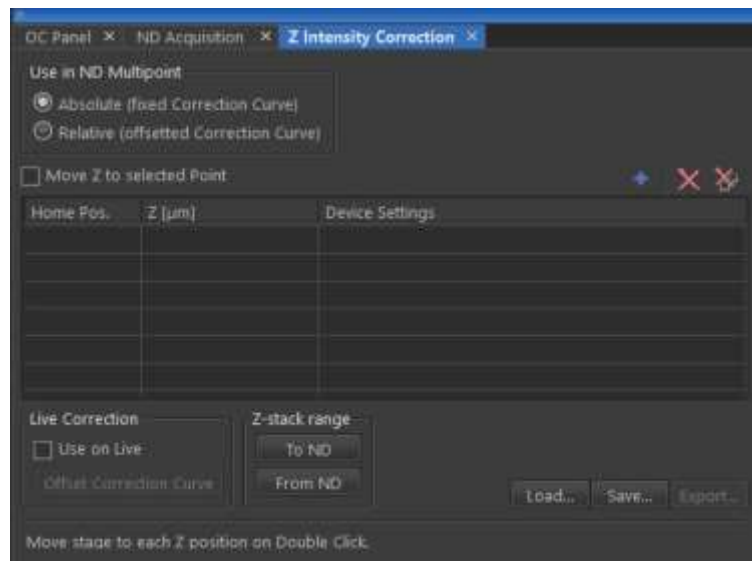 OC Panel × ND Acquisition × Z Intensity Correction ×
Use in ND Multipoint
Absolute (fixed Correction Curve)
Relative (offsetted Correction Curve)
Move Z to selected Point
Home Pos. Z [µm] Device Settings
Live Correction Z-stack range
Use on Live To ND
Offset Correction Curve From ND
Load... Save... Export...
Move stage to each Z position on Double Click.